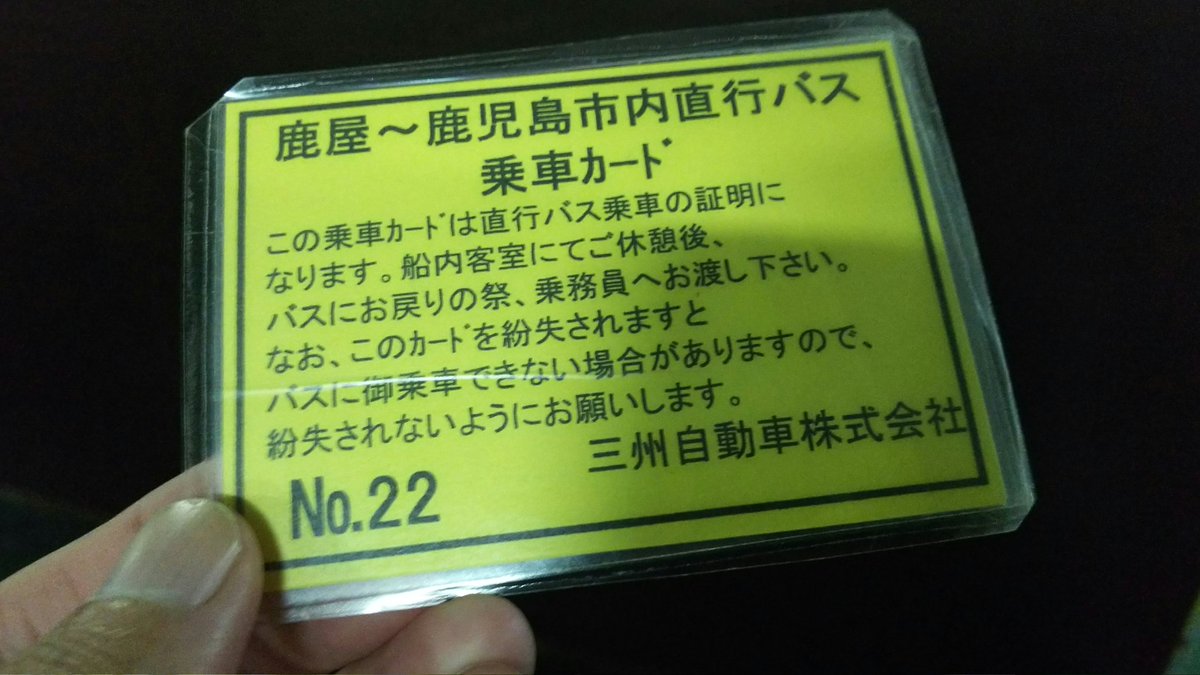 鹿屋～鹿児島市内直行バス
乗車ｶｰﾄﾞ
この乗車ｶｰﾄﾞは直行バス乗車の証明に
なります。船内客室にてご休憩後、
バスにお戻りの祭、乗務員へお渡し下さい。
なお、このｶｰﾄﾞを紛失されますと
バスに御乗車できない場合がありますので、
紛失されないようにお願いします。
三州自動車株式会社
No.22